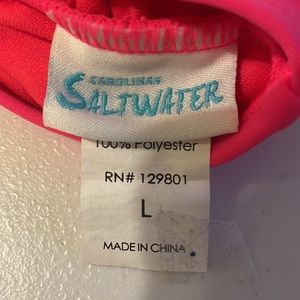 CAROLINAS
SALTWATER
100% Polyester
RN# 129801
L
MADE IN CHINA.